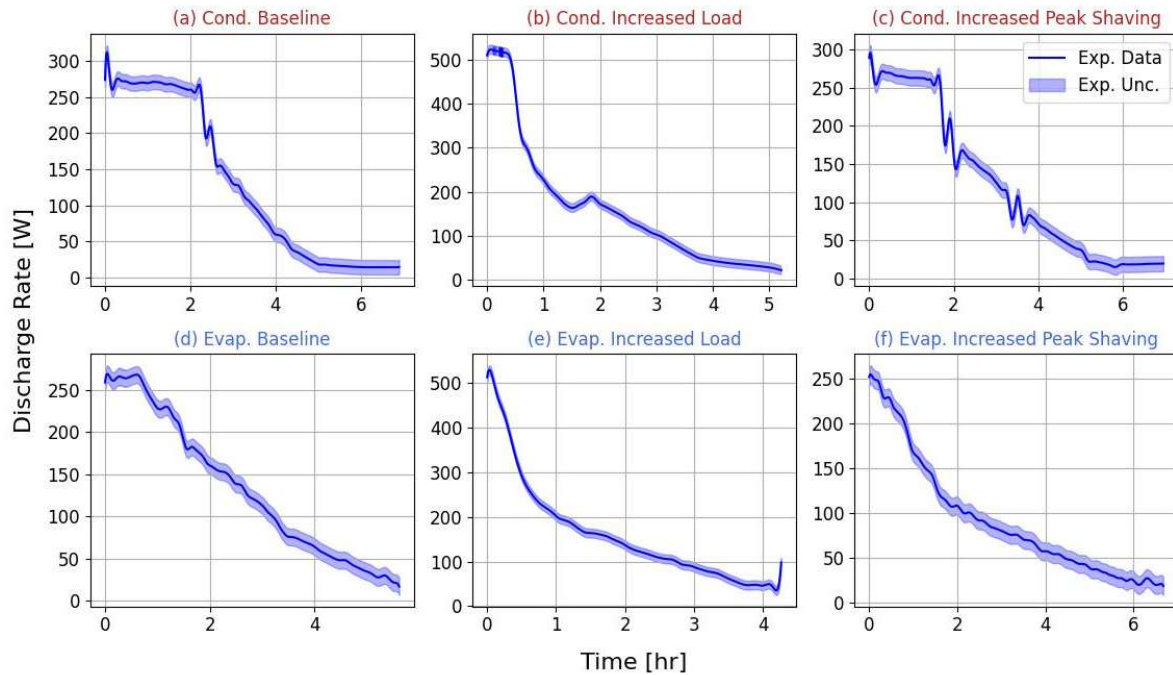 (a) Cond. Baseline
(b) Cond. Increased Load
(c) Cond. Increased Peak Shaving
300
250
200
150
100
50
0
0 2 4 6
500
400
300
200
100
0
0 1 2 3 4 5
300
250
200
150
100
50
0
0 2 4 6
Exp. Data
Exp. Unc.
Discharge Rate [W]
(d) Evap. Baseline
(e) Evap. Increased Load
(f) Evap. Increased Peak Shaving
250
200
150
100
50
0
0 2 4
500
400
300
200
100
0
0 1 2 3 4
250
200
150
100
50
0
0 2 4 6
Time [hr]